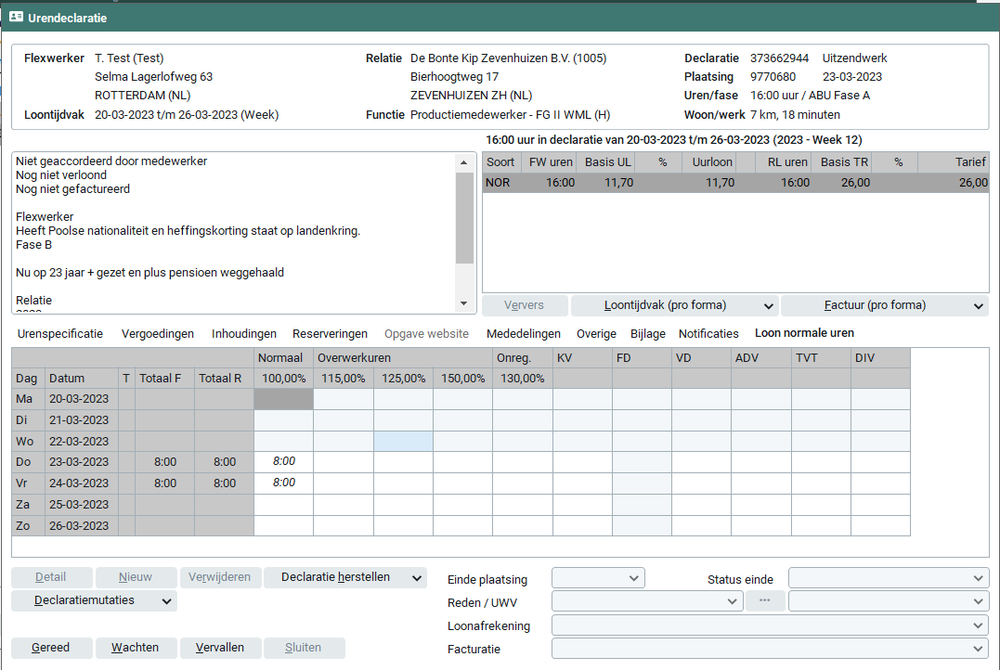 Urendeclaratie
Flexwerker T. Test (Test) Relatie De Bonte Kip Zevenhuizen B.V. (1005) Declaratie 373662944 Uitzendwerk
Selma Lagerlofweg 63 Bierhoogtweg 17 Plaatsing 9770680 23-03-2023
ROTTERDAM (NL) ZEVENHUIZEN ZH (NL) Uren/fase 16:00 uur / ABU Fase A
Loontijdvak 20-03-2023 t/m 26-03-2023 (Week) Functie Productiemedewerker - FG II WML (H) Woon/werk 7 km, 18 minuten
16:00 uur in declaratie van 20-03-2023 t/m 26-03-2023 (2023 - Week 12)
Niet geaccordeerd door medewerker
Nog niet verloond
Nog niet gefactureerd
Flexwerker
Heeft Poolse nationaliteit en heffingskorting staat op landenkring.
Fase B
Nu op 23 jaar + gezet en plus pensioen weggehaald
Relatie
Soort FW uren Basis UL % Uurloon RL uren Basis TR % Tarief
NOR 16:00 11,70 11,70 16:00 26,00 26,00
Ververs Loontijdvak (pro forma) Factuur (pro forma)
Urenspecificatie Vergoedingen Inhoudingen Reserveringen Opgave website Mededelingen Overige Bijlage Notificaties Loon normale uren
Normaal Overwerkuren Onreg. KV FD VD ADV TVT DIV
Dag Datum T Totaal F Totaal R 100,00% 115,00% 125,00% 150,00% 130,00%
Ma 20-03-2023
Di 21-03-2023
Wo 22-03-2023
Do 23-03-2023 8:00 8:00 8:00
Vr 24-03-2023 8:00 8:00 8:00
Za 25-03-2023
Zo 26-03-2023
Detail Nieuw Verwijderen Declaratie herstellen Einde plaatsing Status einde
Declaratiemutaties Reden / UWV ...
Loonafrekening
Gereed Wachten Vervallen Sluiten Facturatie